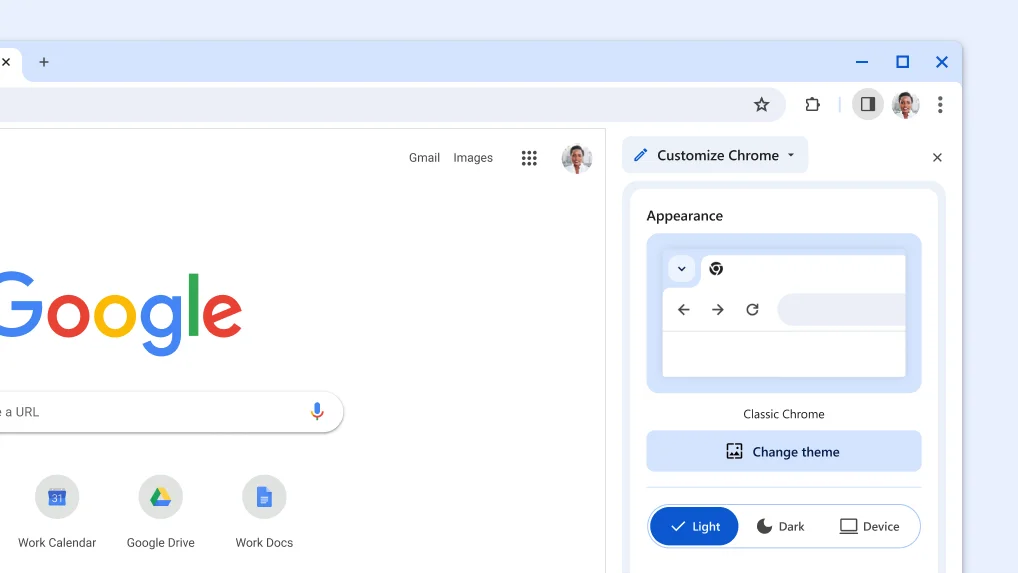 Gmail Images
Customize Chrome
Appearance
Google
a URL
Classic Chrome
Change theme
31
Work Calendar Google Drive Work Docs
Light Dark Device